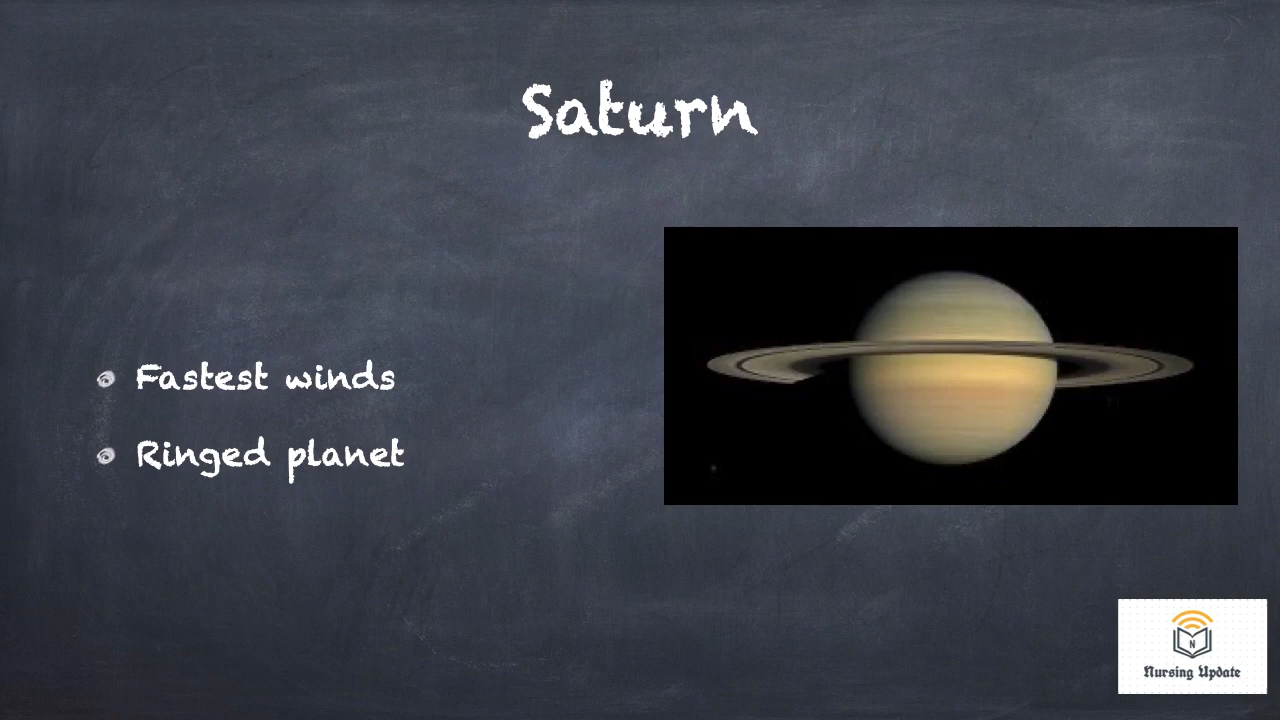 Saturn
Fastest winds
Ringed planet
N
Nursing Update